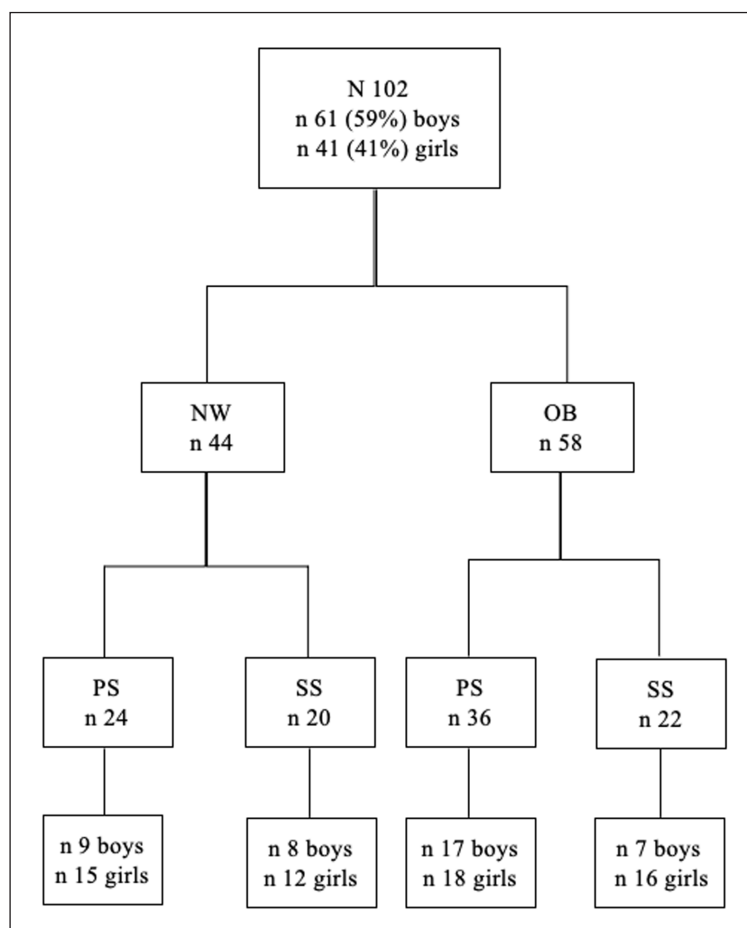 N 102
n 61 (59%) boys
n 41 (41%) girls
NW
n 44
OB
n 58
PS
n 24
SS
n 20
PS
n 36
SS
n 22
n 9 boys
n 15 girls
n 8 boys
n 12 girls
n 17 boys
n 18 girls
n 7 boys
n 16 girls